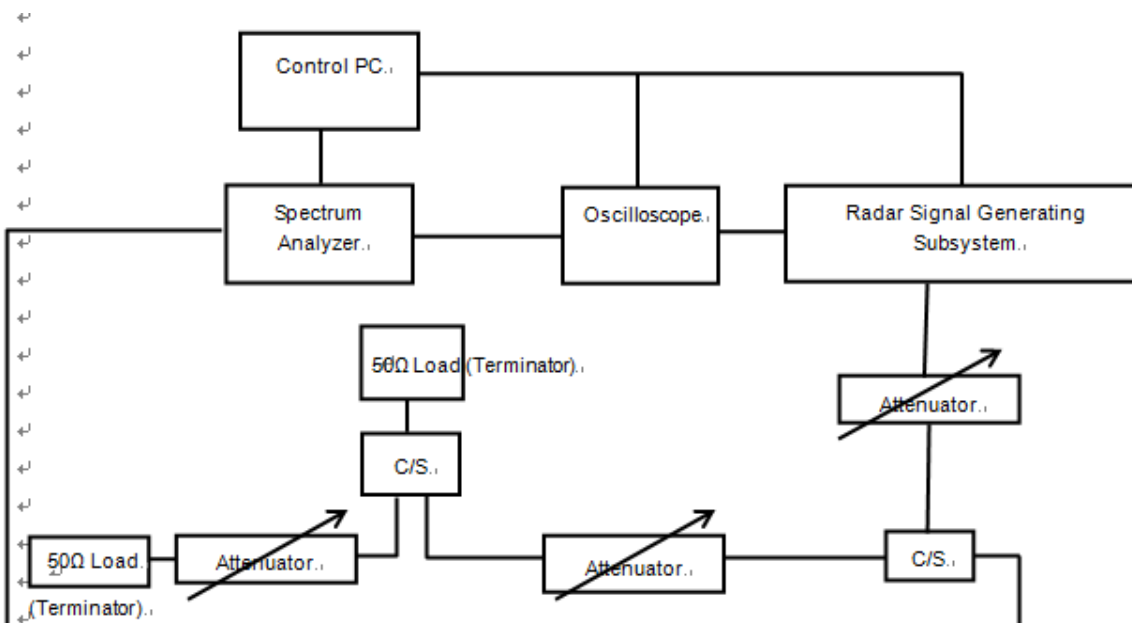 Control PC.
Spectrum
Analyzer.
Oscilloscope.
Radar Signal Generating
Subsystem.
50Ω Load (Terminator).
Attenuator.
C/S.
50Ω Load.
(Terminator).
Attenuator.
Attenuator.
C/S.